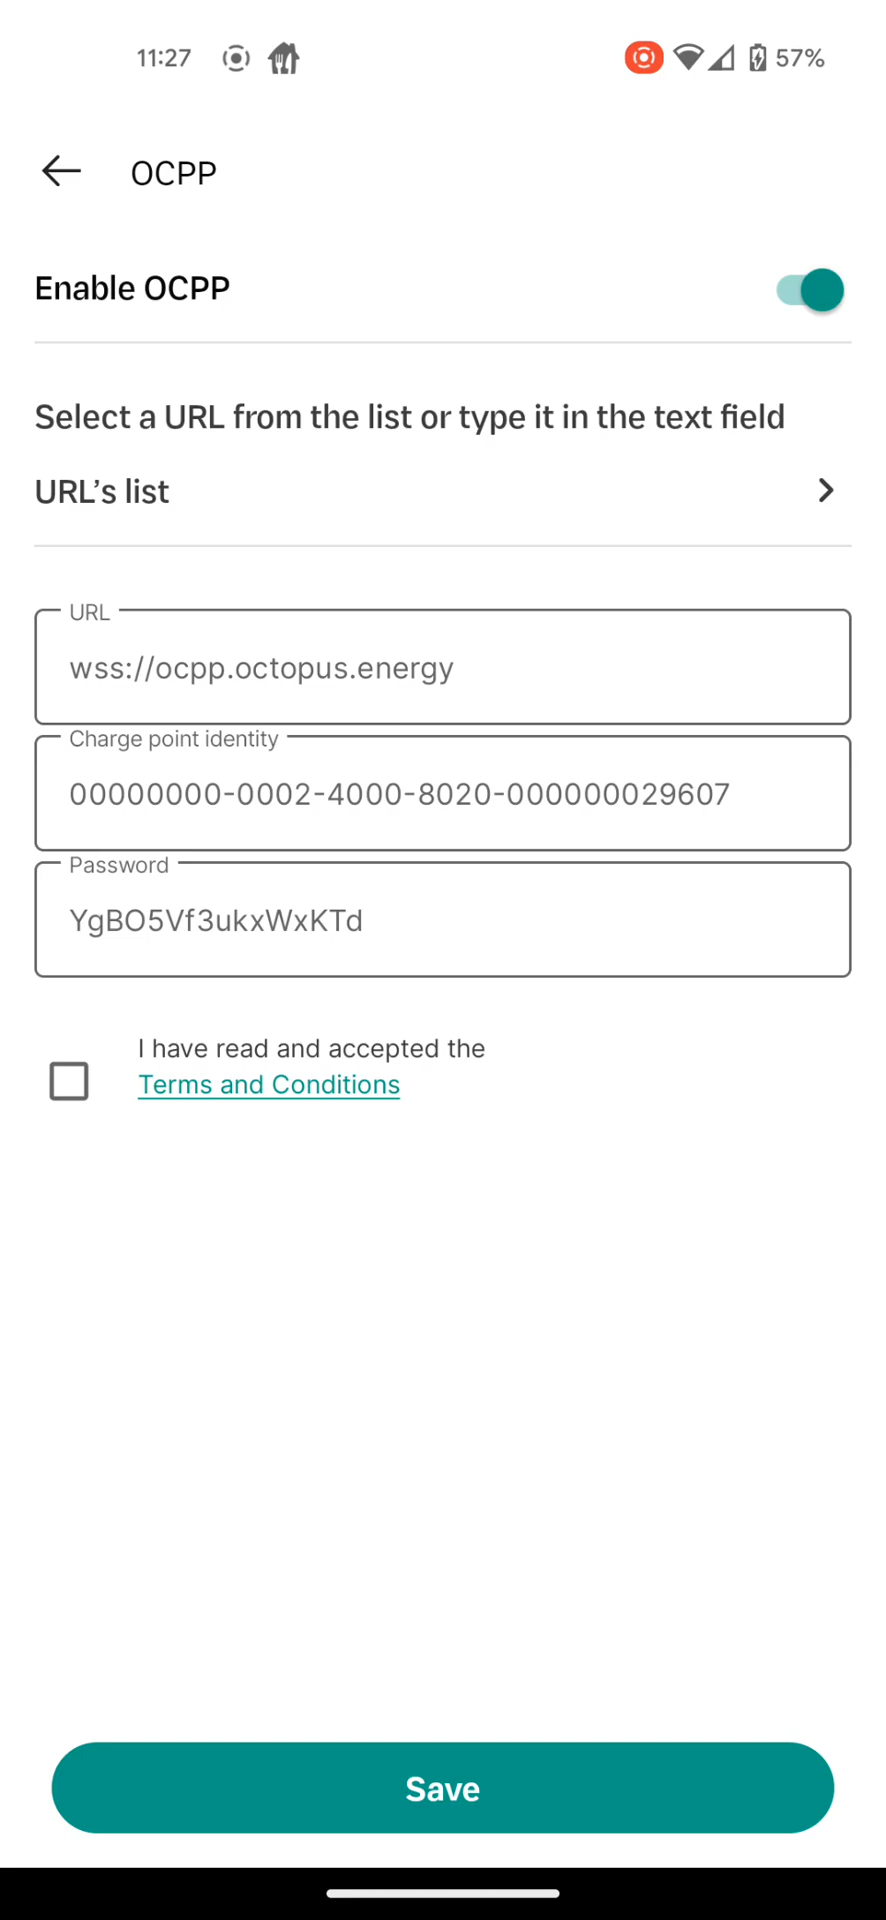 11:27
57%
OCPP
Enable OCPP
Select a URL from the list or type it in the text field
URL’s list
URL
wss://ocpp.octopus.energy
Charge point identity
00000000-0002-4000-8020-000000029607
Password
YgBO5Vf3ukxWxKTd
I have read and accepted the
Terms and Conditions
Save